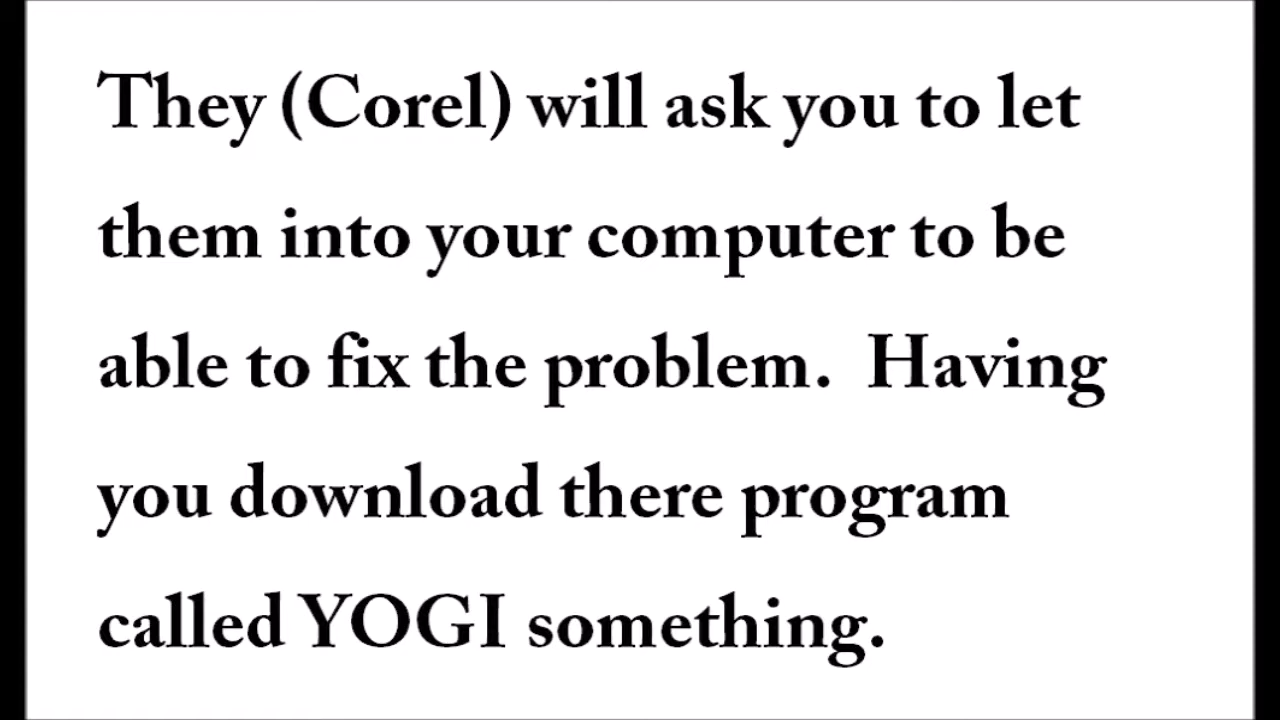 They (Corel) will ask you to let
them into your computer to be
able to fix the problem.  Having
you download there program
called YOGI something.